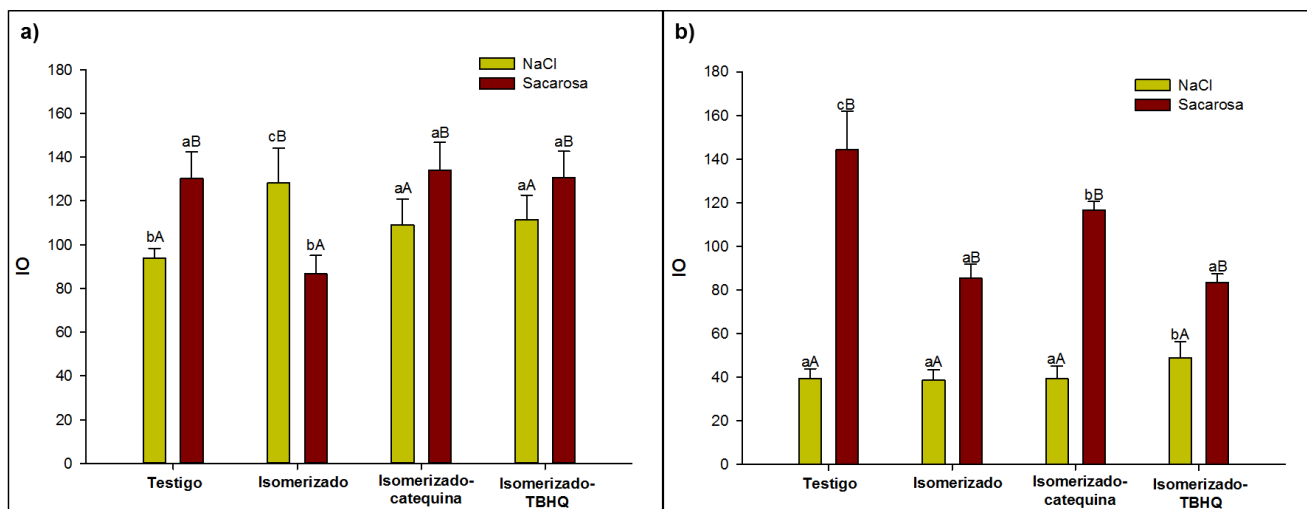 a)
NaCl
Sacarosa
180
160
140
120
100
80
60
40
20
0
IO
bA
aB
cB
bA
aA
aB
aA
aB
Testigo
Isomerizado
Isomerizado-
catequina
Isomerizado-
TBHQ
b)
NaCl
Sacarosa
180
160
140
120
100
80
60
40
20
0
IO
aA
cB
aA
aB
aA
bB
bA
aB
Testigo
Isomerizado
Isomerizado-
catequina
Isomerizado-
TBHQ